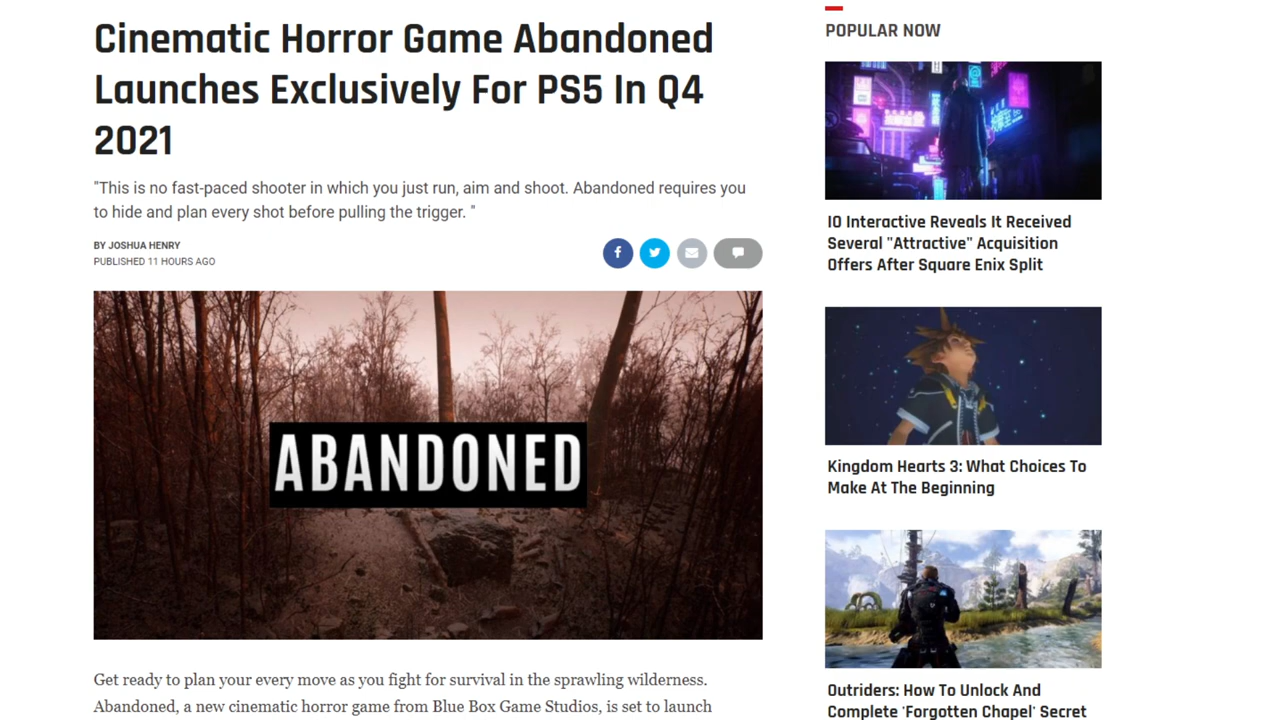 Cinematic Horror Game Abandoned
Launches Exclusively For PS5 In Q4
2021
"This is no fast-paced shooter in which you just run, aim and shoot. Abandoned requires you
to hide and plan every shot before pulling the trigger. "
BY JOSHUA HENRY
PUBLISHED 11 HOURS AGO
ABANDONED
Get ready to plan your every move as you fight for survival in the sprawling wilderness.
Abandoned, a new cinematic horror game from Blue Box Game Studios, is set to launch
POPULAR NOW
IO Interactive Reveals It Received
Several "Attractive" Acquisition
Offers After Square Enix Split
Kingdom Hearts 3: What Choices To
Make At The Beginning
Outriders: How To Unlock And
Complete 'Forgotten Chapel' Secret